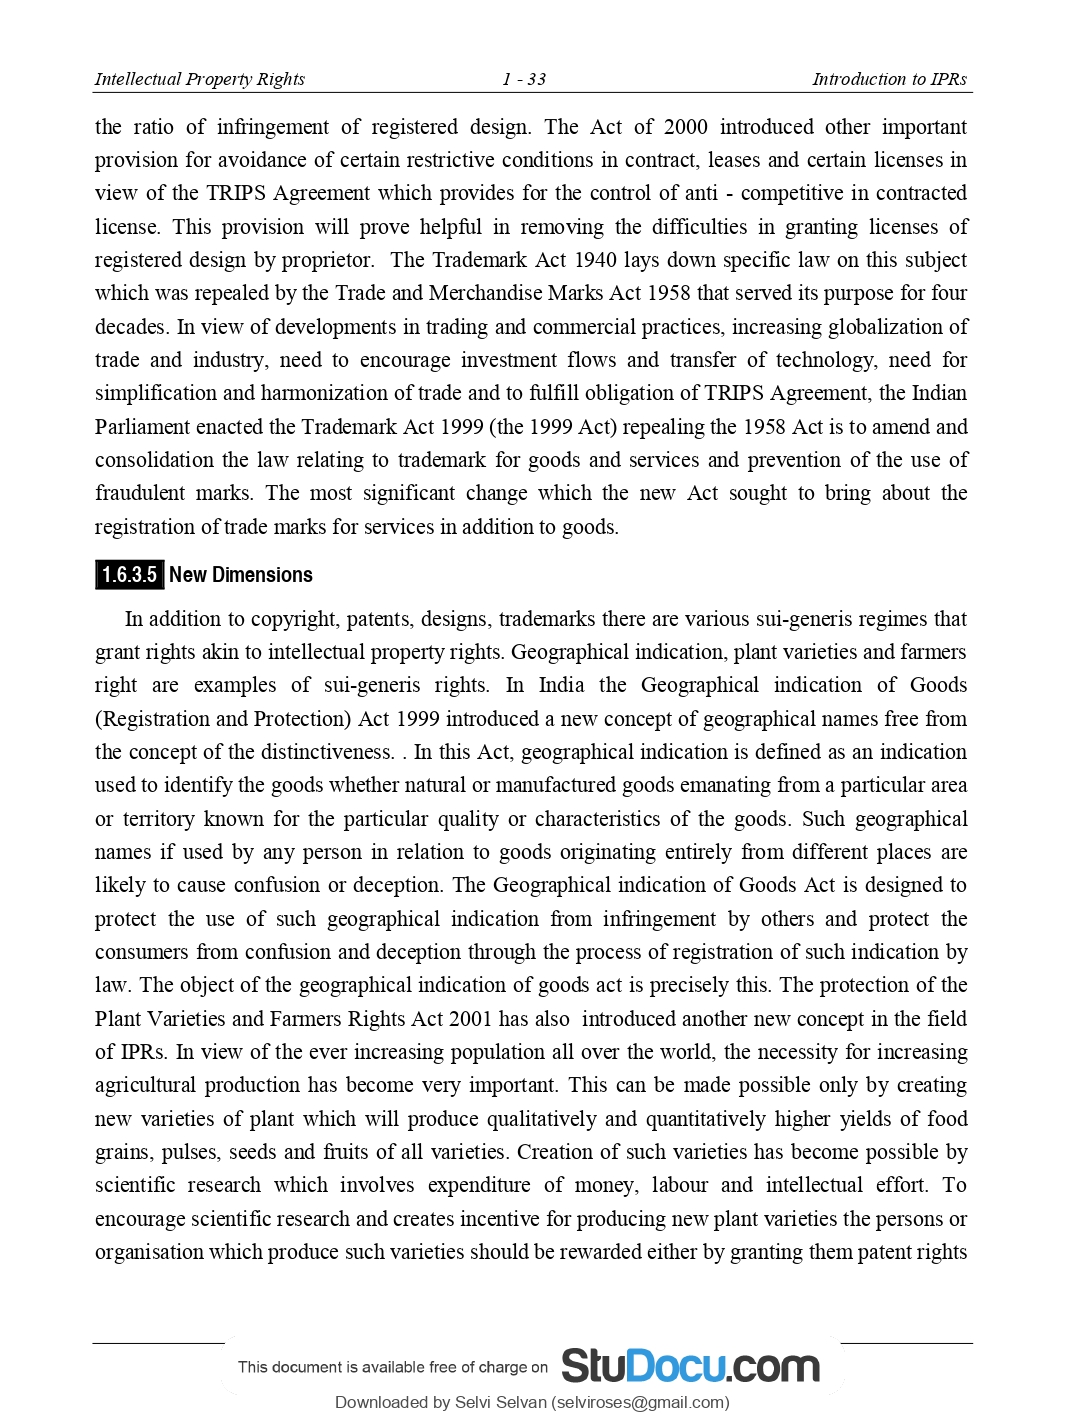 Intellectual Property Rights 1 - 33 Introduction to IPRs
the ratio of infringement of registered design. The Act of 2000 introduced other important
provision for avoidance of certain restrictive conditions in contract, leases and certain licenses in
view of the TRIPS Agreement which provides for the control of anti - competitive in contracted
license. This provision will prove helpful in removing the difficulties in granting licenses of
registered design by proprietor. The Trademark Act 1940 lays down specific law on this subject
which was repealed by the Trade and Merchandise Marks Act 1958 that served its purpose for four
decades. In view of developments in trading and commercial practices, increasing globalization of
trade and industry, need to encourage investment flows and transfer of technology, need for
simplification and harmonization of trade and to fulfill obligation of TRIPS Agreement, the Indian
Parliament enacted the Trademark Act 1999 (the 1999 Act) repealing the 1958 Act is to amend and
consolidation the law relating to trademark for goods and services and prevention of the use of
fraudulent marks. The most significant change which the new Act sought to bring about the
registration of trade marks for services in addition to goods.
1.6.3.5 New Dimensions
In addition to copyright, patents, designs, trademarks there are various sui-generis regimes that
grant rights akin to intellectual property rights. Geographical indication, plant varieties and farmers
right are examples of sui-generis rights. In India the Geographical indication of Goods
(Registration and Protection) Act 1999 introduced a new concept of geographical names free from
the concept of the distinctiveness. . In this Act, geographical indication is defined as an indication
used to identify the goods whether natural or manufactured goods emanating from a particular area
or territory known for the particular quality or characteristics of the goods. Such geographical
names if used by any person in relation to goods originating entirely from different places are
likely to cause confusion or deception. The Geographical indication of Goods Act is designed to
protect the use of such geographical indication from infringement by others and protect the
consumers from confusion and deception through the process of registration of such indication by
law. The object of the geographical indication of goods act is precisely this. The protection of the
Plant Varieties and Farmers Rights Act 2001 has also introduced another new concept in the field
of IPRs. In view of the ever increasing population all over the world, the necessity for increasing
agricultural production has become very important. This can be made possible only by creating
new varieties of plant which will produce qualitatively and quantitatively higher yields of food
grains, pulses, seeds and fruits of all varieties. Creation of such varieties has become possible by
scientific research which involves expenditure of money, labour and intellectual effort. To
encourage scientific research and creates incentive for producing new plant varieties the persons or
organisation which produce such varieties should be rewarded either by granting them patent rights
This document is available free of charge on StuDocu.com
Downloaded by Selvi Selvan (selviroses@gmail.com)